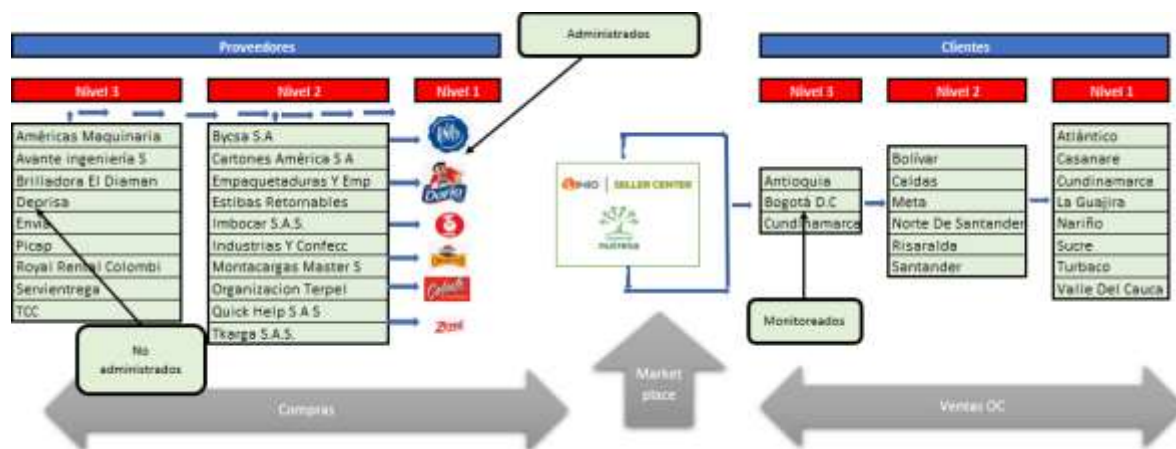 Administrados
Proveedores
Clientes
Nivel 3
Nivel 2
Nivel 1
Nivel 3
Nivel 2
Nivel 1
Américas Maquinaria
Avante ingeniería S
Brilladora El Diaman
Deprisa
Envia
Picap
Royal Rental Colombi
Servientrega
TCC
Bycsa S.A
Cartones América S A
Empaquetaduras Y Emp
Estibas Retornables
Imbocar S.A.S.
Industrias Y Confecc
Montacargas Master S
Organizacion Terpel
Quick Help S A S
Tkarga S.A.S.
Doria
Zenú
SELLER CENTER
nutresa
Antioquia
Bogotá D.C
Cundinamarca
Bolívar
Caldas
Meta
Norte De Santander
Risaralda
Santander
Atlántico
Casanare
Cundinamarca
La Guajira
Nariño
Sucre
Turbaco
Valle Del Cauca
No
administrados
Monitoreados
Compras
Market
place
Ventas OC